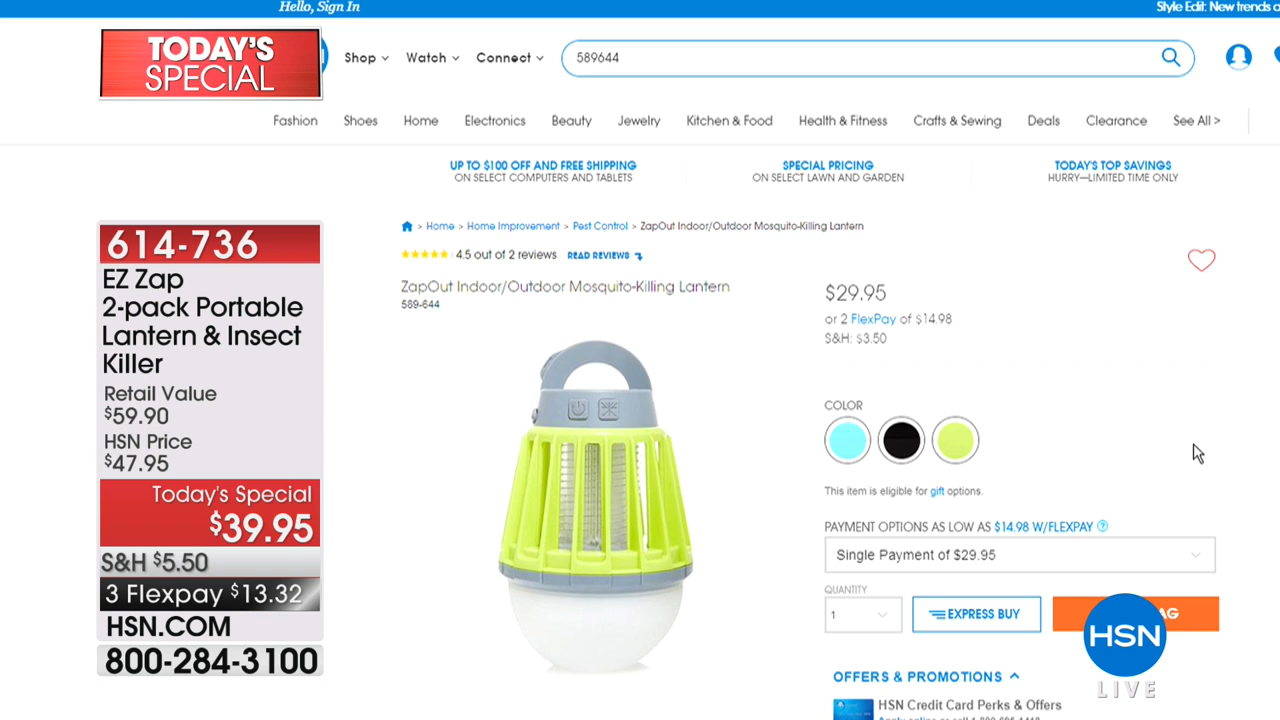 Hello, Sign In
Style Edit: New trends a
TODAY'S
SPECIAL
Shop
Watch
Connect
589644
Fashion
Shoes
Home
Electronics
Beauty
Jewelry
Kitchen & Food
Health & Fitness
Crafts & Sewing
Deals
Clearance
See All >
UP TO $100 OFF AND FREE SHIPPING
ON SELECT COMPUTERS AND TABLETS
SPECIAL PRICING
ON SELECT LAWN AND GARDEN
TODAY'S TOP SAVINGS
HURRY—LIMITED TIME ONLY
614-736
EZ Zap
2-pack Portable
Lantern & Insect
Killer
Retail Value
$59.90
HSN Price
$47.95
Today's Special
$39.95
S&H $5.50
3 Flexpay $13.32
HSN.COM
800-284-3100
> Home > Home Improvement > Pest Control > ZapOut Indoor/Outdoor Mosquito-Killing Lantern
4.5 out of 2 reviews READ REVIEWS
ZapOut Indoor/Outdoor Mosquito-Killing Lantern
589-644
$29.95
or 2 FlexPay of $14.98
S&H: $3.50
COLOR
This item is eligible for gift options.
PAYMENT OPTIONS AS LOW AS $14.98 W/FLEXPAY ?
Single Payment of $29.95
QUANTITY
1
EXPRESS BUY
AG
HSN
LIVE
OFFERS & PROMOTIONS
HSN Credit Card Perks & Offers